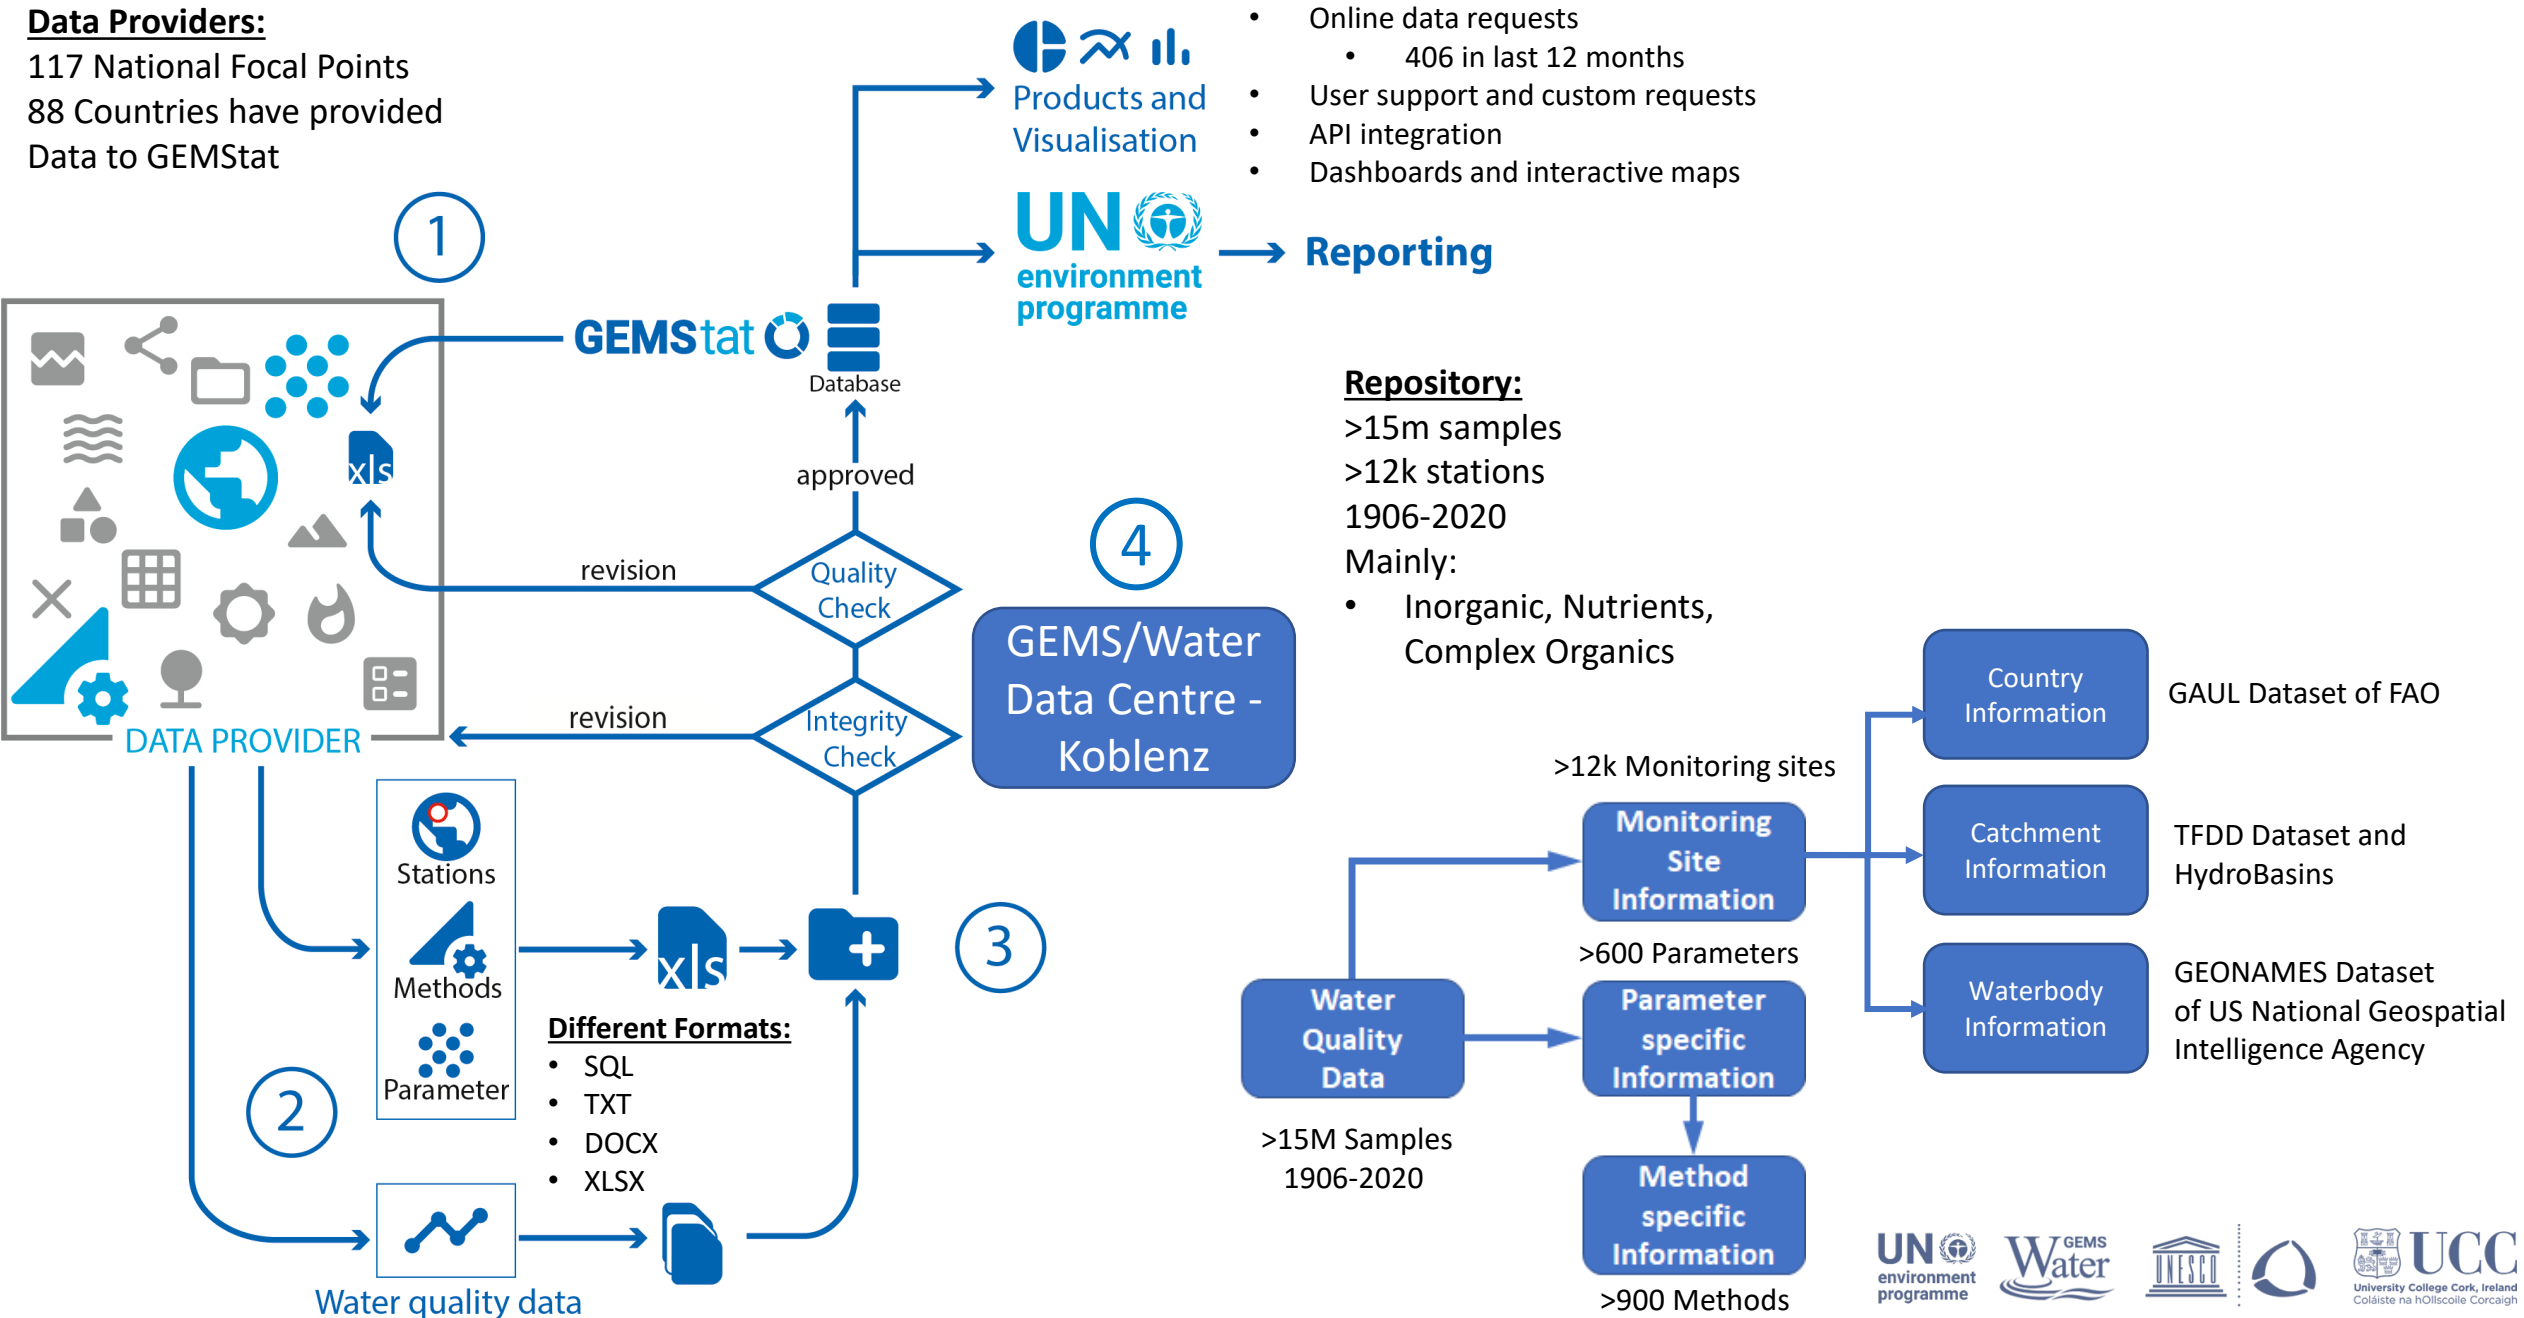 Data Providers:
117 National Focal Points
88 Countries have provided
Data to GEMStat
Products and
Visualisation
• Online data requests
• 406 in last 12 months
• User support and custom requests
• API integration
• Dashboards and interactive maps
UN
environment
programme
Reporting
1
GEMStat
Database
approved
xls
revision
Quality
Check
4
revision
Integrity
Check
GEMS/Water
Data Centre -
Koblenz
DATA PROVIDER
Repository:
>15m samples
>12k stations
1906-2020
Mainly:
• Inorganic, Nutrients,
Complex Organics
Stations
Methods
Parameter
xls
3
2
Different Formats:
• SQL
• TXT
• DOCX
• XLSX
Water quality data
Water
Quality
Data
>15M Samples
1906-2020
>12k Monitoring sites
Monitoring
Site
Information
>600 Parameters
Parameter
specific
Information
Method
specific
Information
>900 Methods
Country
Information
GAUL Dataset of FAO
Catchment
Information
TFDD Dataset and
HydroBasins
Waterbody
Information
GEONAMES Dataset
of US National Geospatial
Intelligence Agency
UN
environment
programme
GEMS
Water
UNESCO
UCC
University College Cork, Ireland
Coláiste na hOllscoile Corcaigh